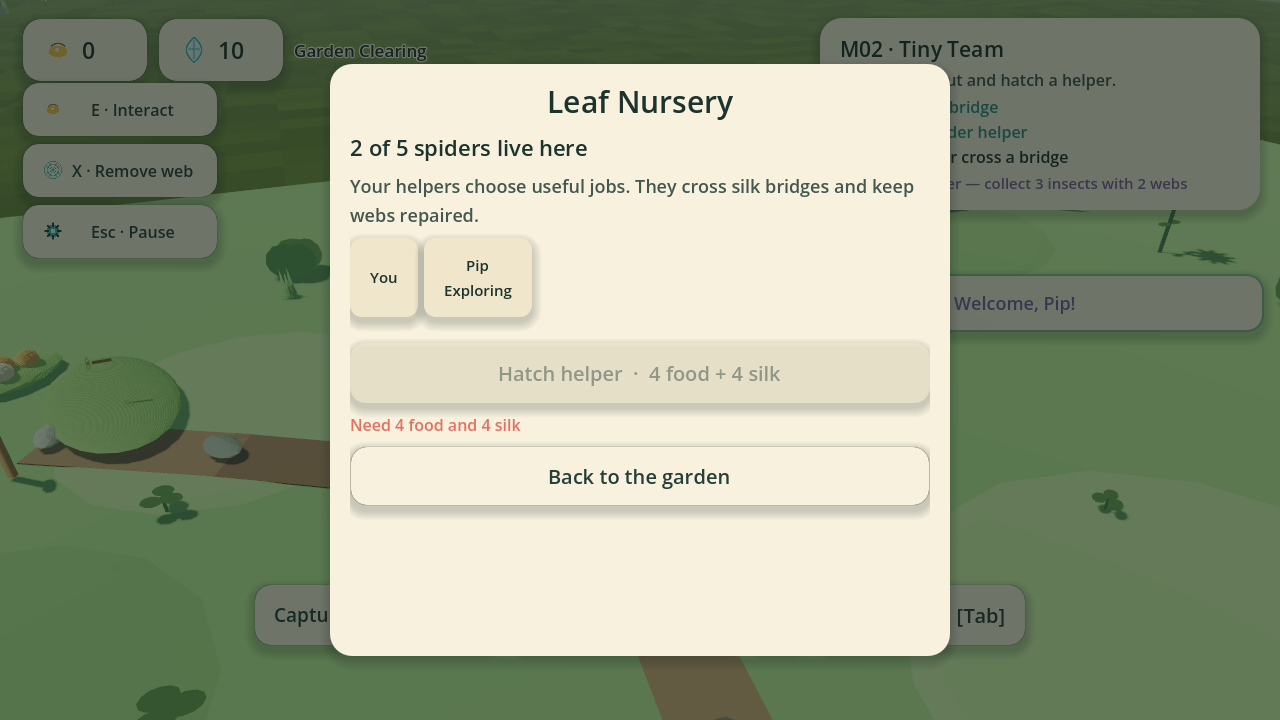 0
10
Garden Clearing
E · Interact
X · Remove web
Esc · Pause
M02 · Tiny Team
ut and hatch a helper.
bridge
der helper
r cross a bridge
er — collect 3 insects with 2 webs
Welcome, Pip!
Leaf Nursery
2 of 5 spiders live here
Your helpers choose useful jobs. They cross silk bridges and keep
webs repaired.
You
Pip
Exploring
Hatch helper · 4 food + 4 silk
Need 4 food and 4 silk
Back to the garden
Captu
[Tab]